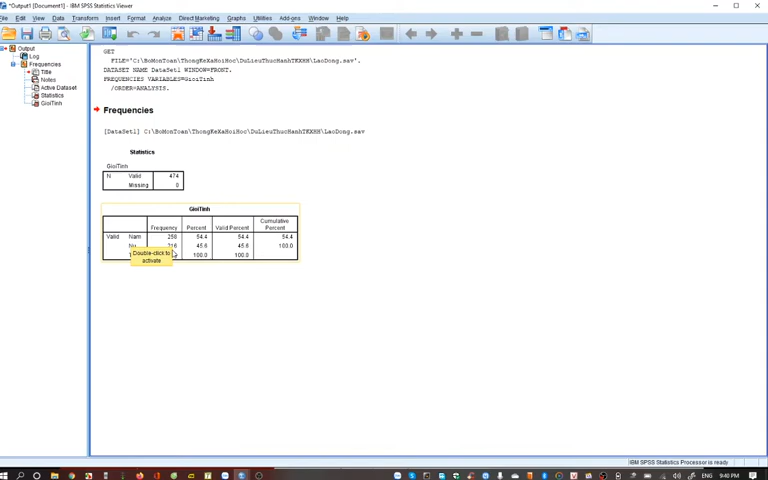 *Output1 [Document1] - IBM SPSS Statistics Viewer
File Edit View Data Transform Insert Format Analyze Direct Marketing Graphs Utilities Add-ons Window Help
Output
Log
Frequencies
Title
Notes
Active Dataset
Statistics
GioiTinh
GET
FILE='C:\BoMonToan\ThongKeXaHoiHoc\DuLieuThucHanhTKXHH\LaoDong.sav'.
DATASET NAME DataSet1 WINDOW=FRONT.
FREQUENCIES VARIABLES=GioiTinh
/ORDER=ANALYSIS.
Frequencies
[DataSet1] C:\BoMonToan\ThongKeXaHoiHoc\DuLieuThucHanhTKXHH\LaoDong.sav
Statistics
GioiTinh
N Valid 474
Missing 0
GioiTinh
Frequency Percent Valid Percent Cumulative Percent
Valid Nam 258 54.4 54.4 54.4
Nu 216 45.6 45.6 100.0
100.0 100.0
Double-click to
activate
IBM SPSS Statistics Processor is ready
ENG 9:40 PM